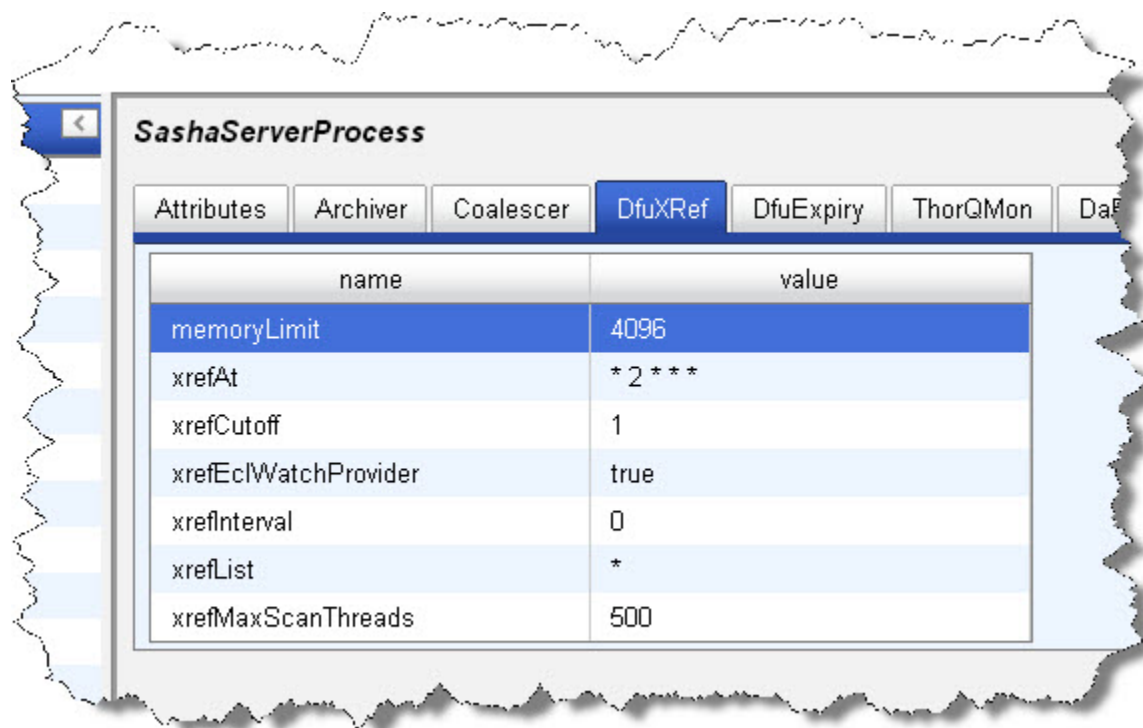 <
SashaServerProcess
Attributes Archiver Coalescer DfuXRef DfuExpiry ThorQMon
name value
memoryLimit 4096
xrefAt * 2 * * *
xrefCutoff 1
xrefEclWatchProvider true
xrefInterval 0
xrefList *
xrefMaxScanThreads 500